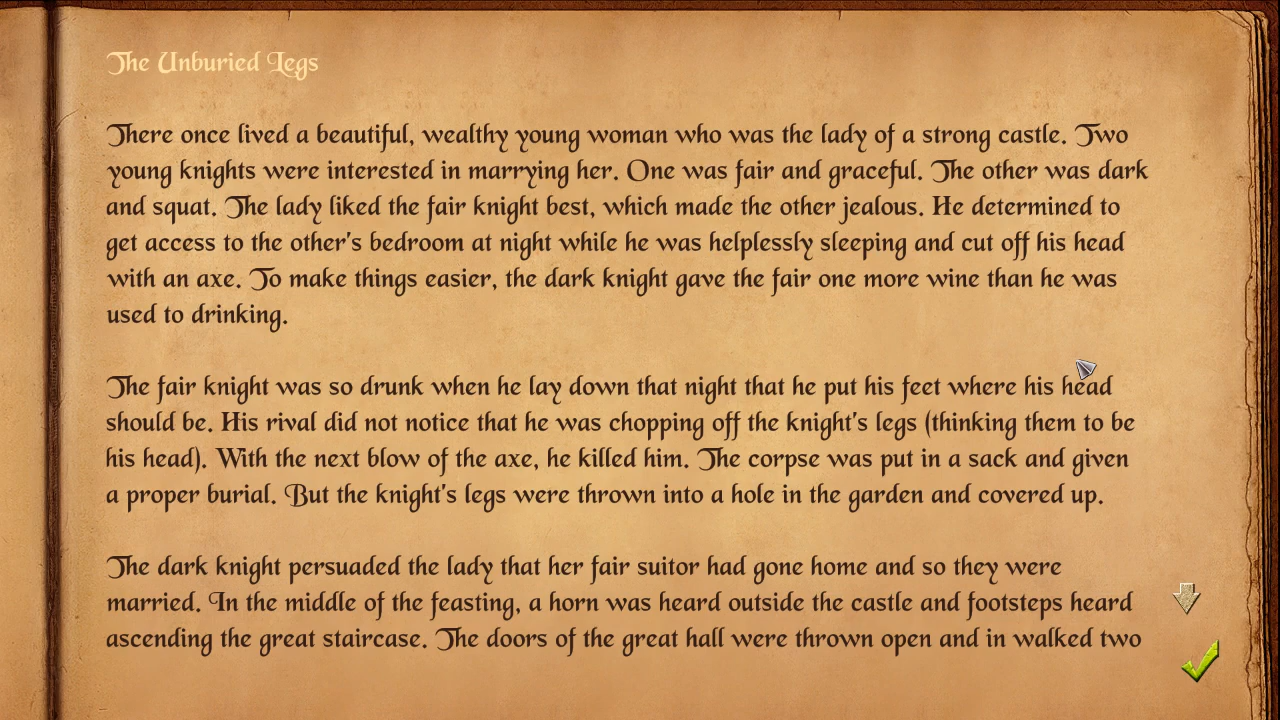 The Unburied Legs
There once lived a beautiful, wealthy young woman who was the lady of a strong castle. Two
young knights were interested in marrying her. One was fair and graceful. The other was dark
and squat. The lady liked the fair knight best, which made the other jealous. He determined to
get access to the other's bedroom at night while he was helplessly sleeping and cut off his head
with an axe. To make things easier, the dark knight gave the fair one more wine than he was
used to drinking.
The fair knight was so drunk when he lay down that night that he put his feet where his head
should be. His rival did not notice that he was chopping off the knight's legs (thinking them to be
his head). With the next blow of the axe, he killed him. The corpse was put in a sack and given
a proper burial. But the knight's legs were thrown into a hole in the garden and covered up.
The dark knight persuaded the lady that her fair suitor had gone home and so they were
married. In the middle of the feasting, a horn was heard outside the castle and footsteps heard
ascending the great staircase. The doors of the great hall were thrown open and in walked two